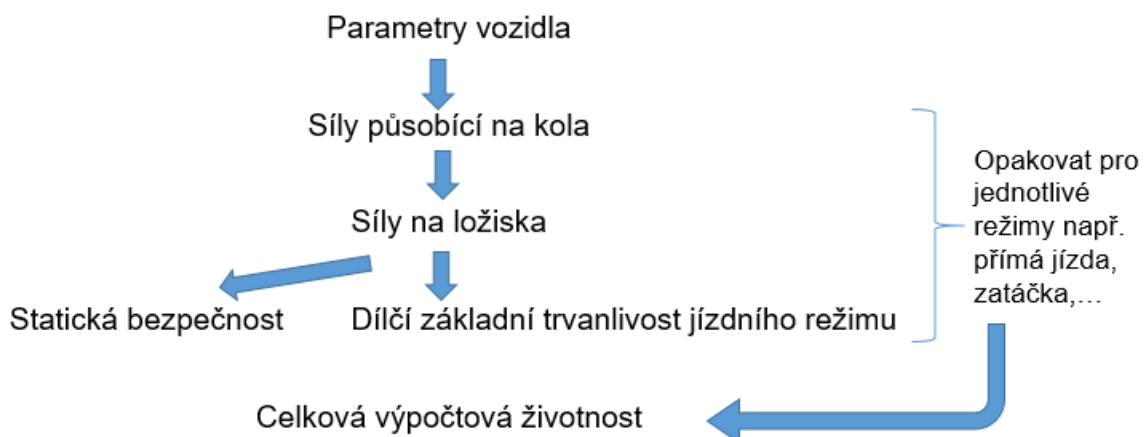 Parametry vozidla
Síly působící na kola
Síly na ložiska
Statická bezpečnost
Dílčí základní trvanlivost jízdního režimu
Opakovat pro
jednotlivé
režimy např.
přímá jízda,
zatáčka,...
Celková výpočtová životnost